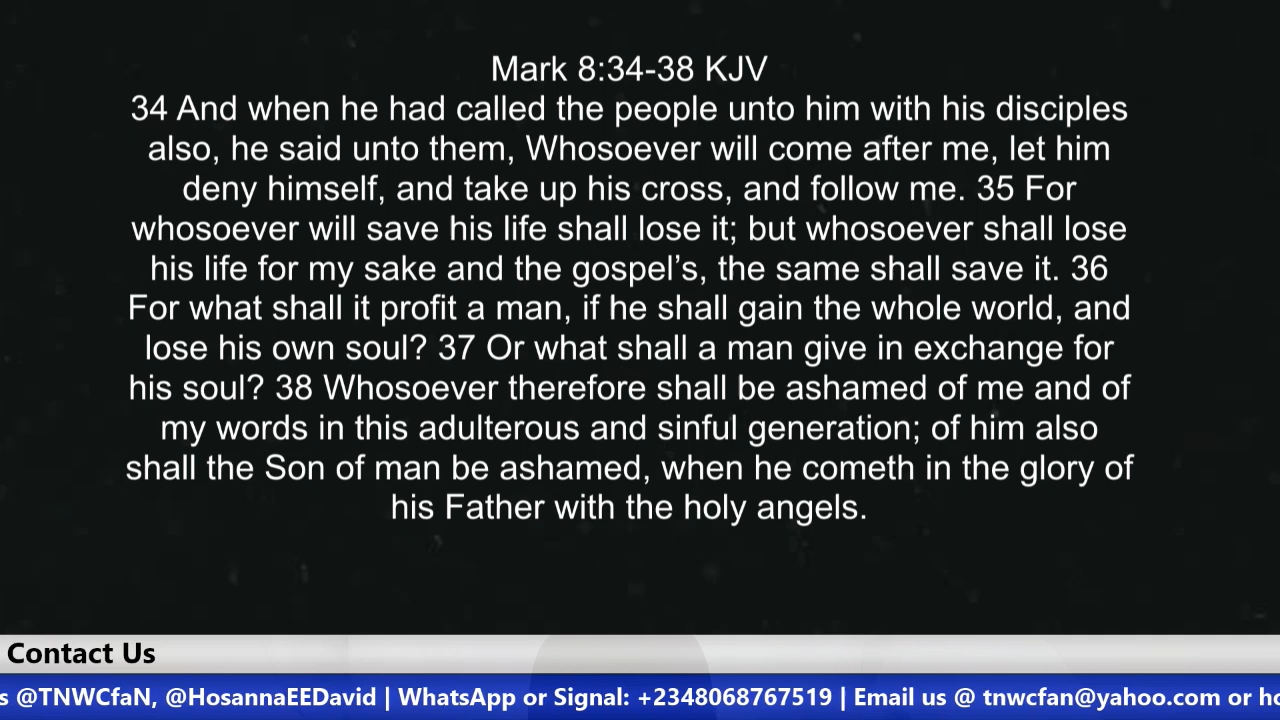 Mark 8:34-38 KJV
34 And when he had called the people unto him with his disciples
also, he said unto them, Whosoever will come after me, let him
deny himself, and take up his cross, and follow me. 35 For
whosoever will save his life shall lose it; but whosoever shall lose
his life for my sake and the gospel’s, the same shall save it. 36
For what shall it profit a man, if he shall gain the whole world, and
lose his own soul? 37 Or what shall a man give in exchange for
his soul? 38 Whosoever therefore shall be ashamed of me and of
my words in this adulterous and sinful generation; of him also
shall the Son of man be ashamed, when he cometh in the glory of
his Father with the holy angels.
Contact Us
@TNWCfaN, @HosannaEEDavid | WhatsApp or Signal: +2348068767519 | Email us @ tnwcfan@yahoo.com or